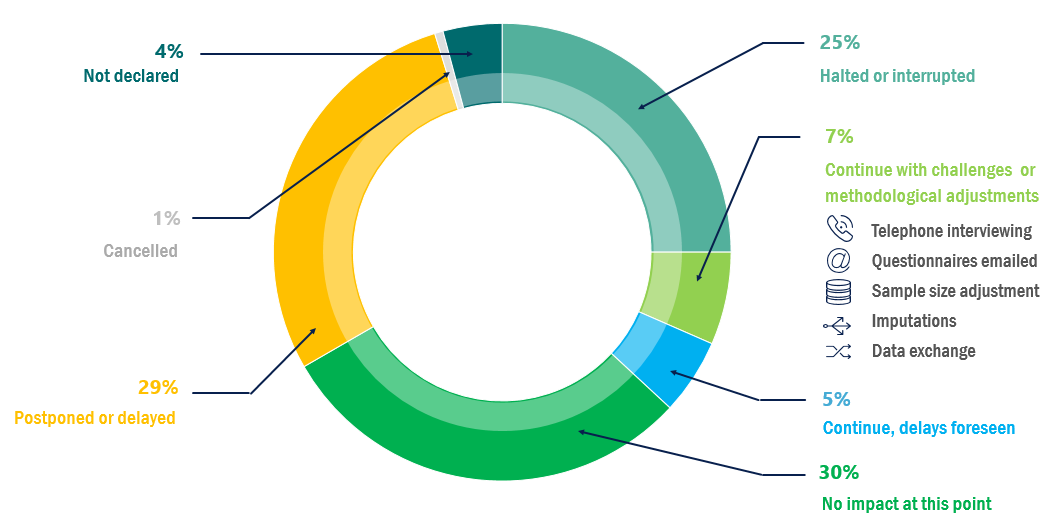 4%
Not declared
1%
Cancelled
29%
Postponed or delayed
25%
Halted or interrupted
7%
Continue with challenges or
methodological adjustments
Telephone interviewing
Questionnaires emailed
Sample size adjustment
Imputations
Data exchange
5%
Continue, delays foreseen
30%
No impact at this point